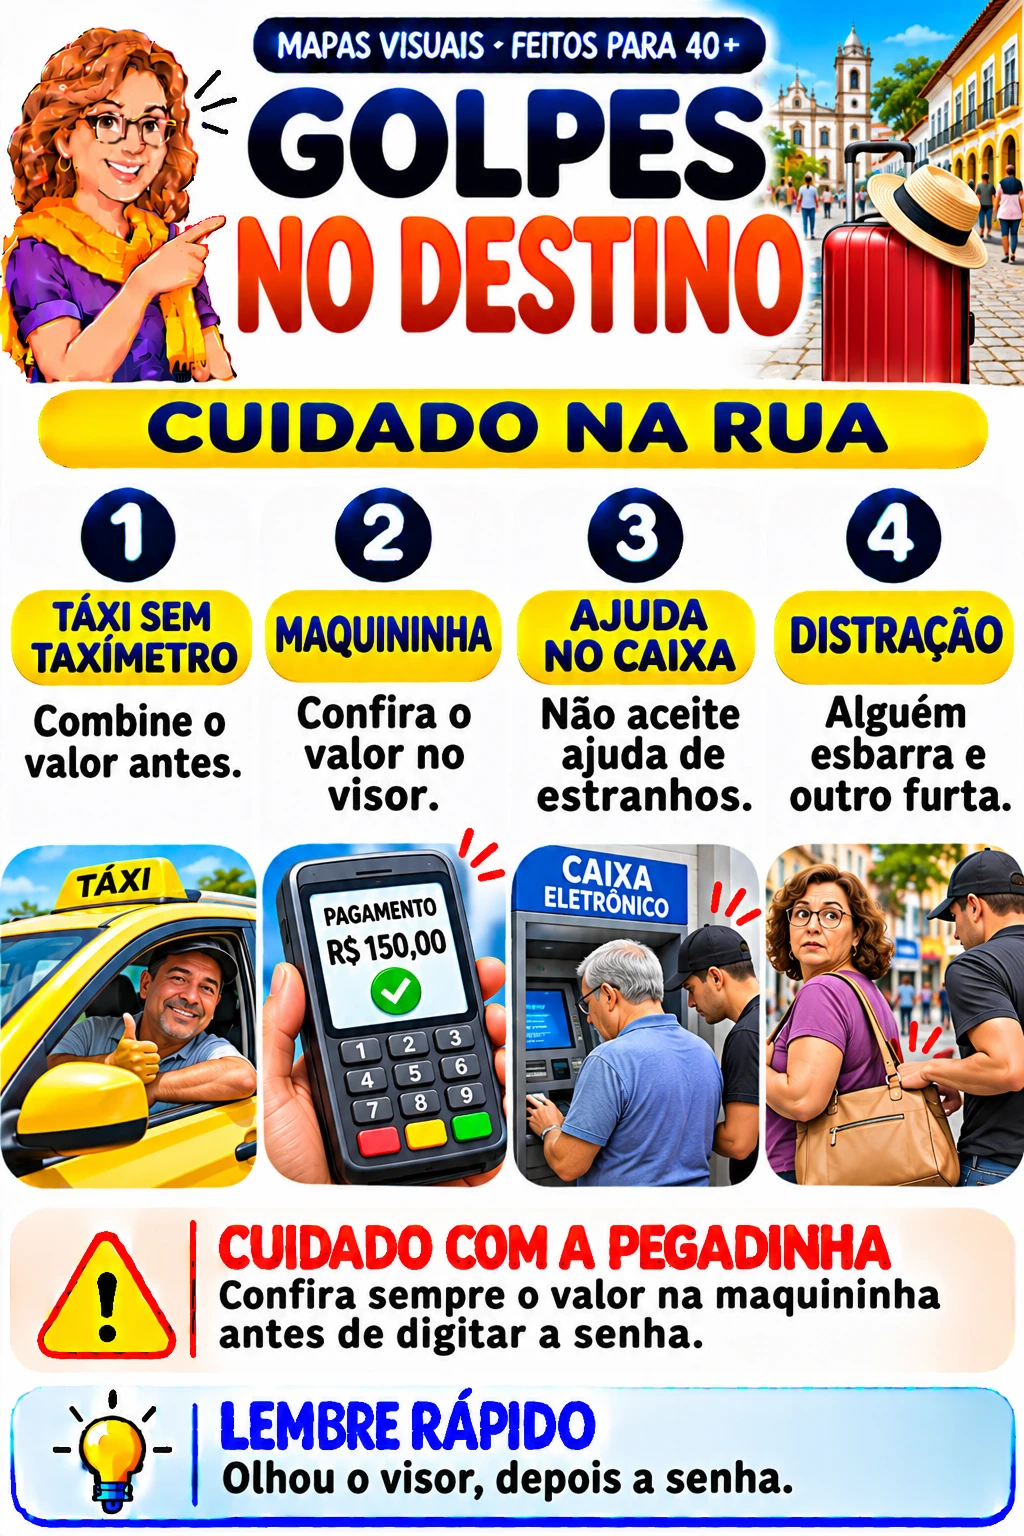 MAPAS VISUAIS · FEITOS PARA 40+
GOLPES
NO DESTINO
CUIDADO NA RUA
1
TÁXI SEM
TAXÍMETRO
Combine o
valor antes.
2
MAQUININHA
Confira o
valor no
visor.
3
AJUDA
NO CAIXA
Não aceite
ajuda de
estranhos.
4
DISTRAÇÃO
Alguém
esbarra e
outro furta.
TÁXI
PAGAMENTO
R$ 150,00
1 2 3
4 5 6
7 8 9
CAIXA
ELETRÔNICO
CUIDADO COM A PEGADINHA
Confira sempre o valor na maquininha
antes de digitar a senha.
LEMBRE RÁPIDO
Olhou o visor, depois a senha.